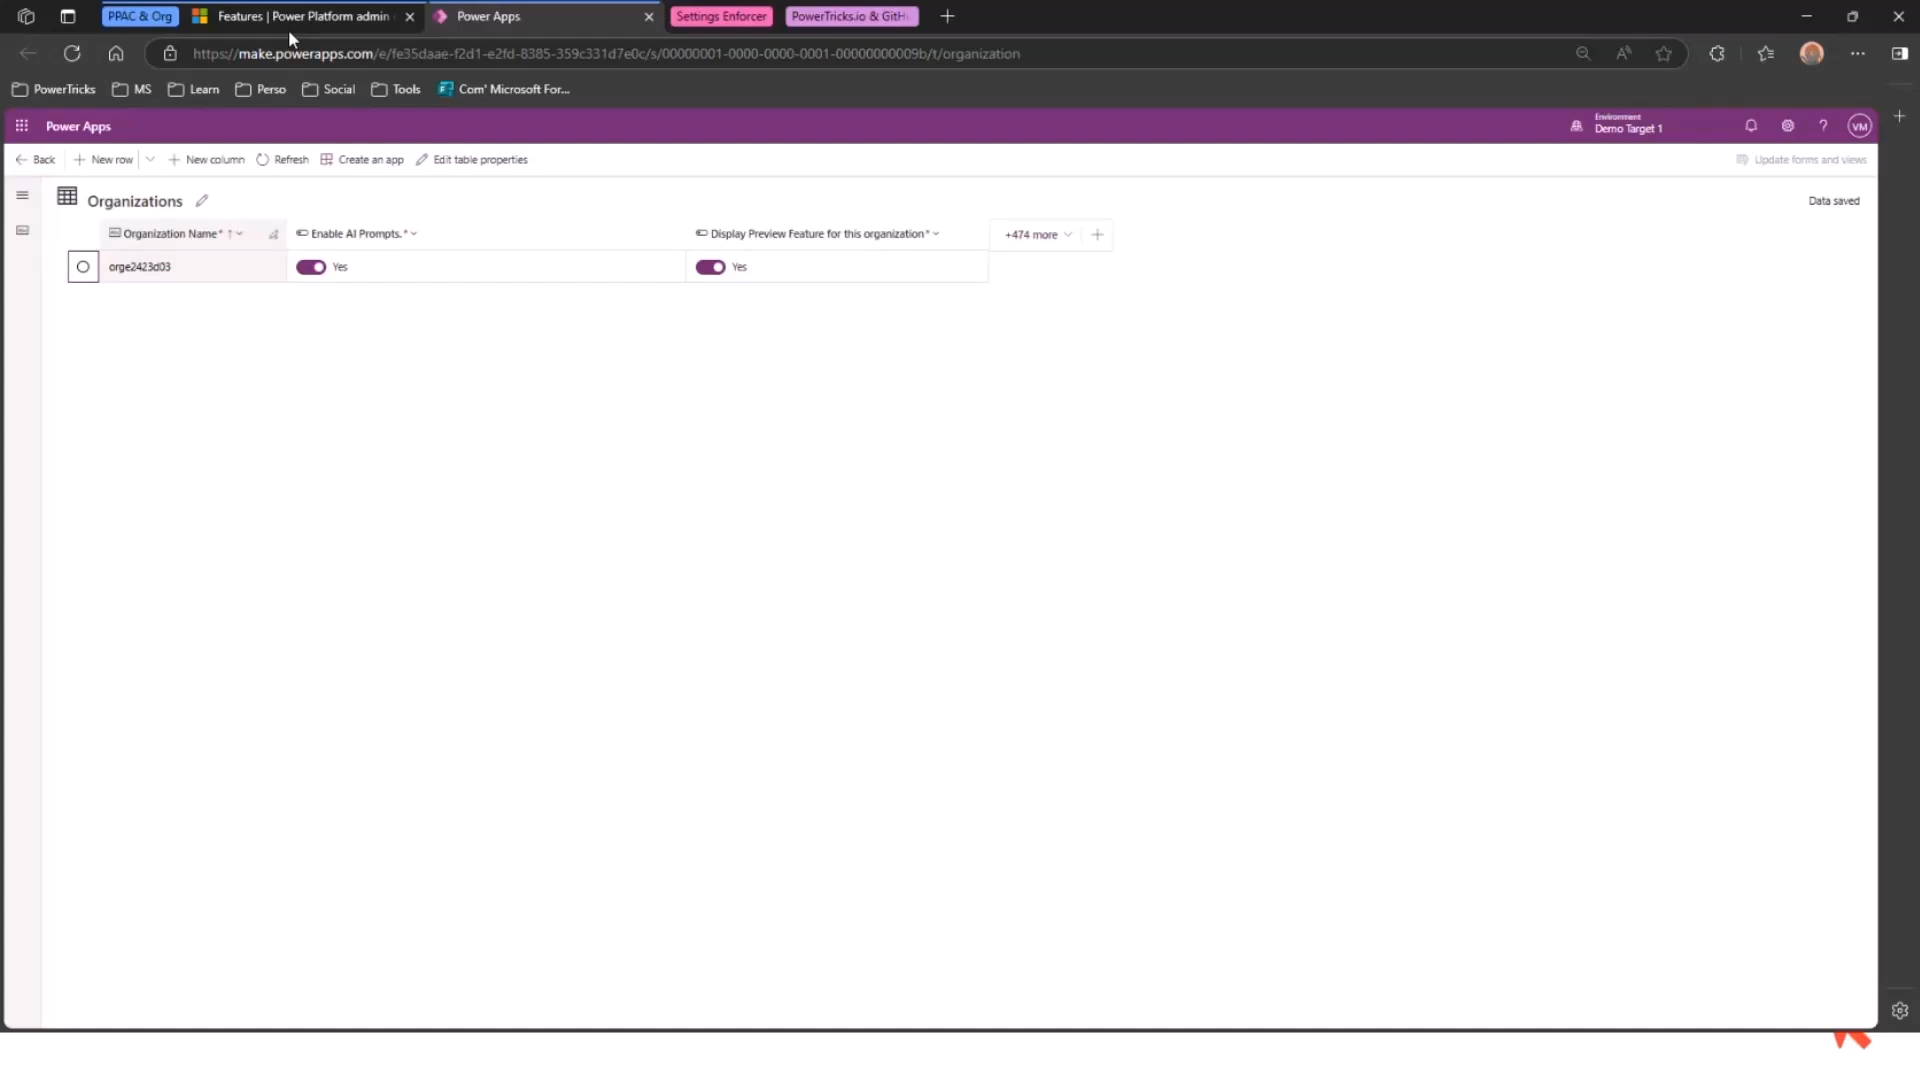 PPAC & Org
Features | Power Platform admin
Power Apps
Settings Enforcer
PowerTricks.io & GitH
https://make.powerapps.com/e/fe35daae-f2d1-e2fd-8385-359c331d7e0c/s/00000001-0000-0000-0001-00000000009b/t/organization
PowerTricks
MS
Learn
Perso
Social
Tools
Com' Microsoft For...
Power Apps
Environment
Demo Target 1
?
VM
Back
New row
New column
Refresh
Create an app
Edit table properties
Update forms and views
Organizations
Data saved
Organization Name*
Enable AI Prompts.*
Display Preview Feature for this organization*
+474 more
orge2423d03
Yes
Yes